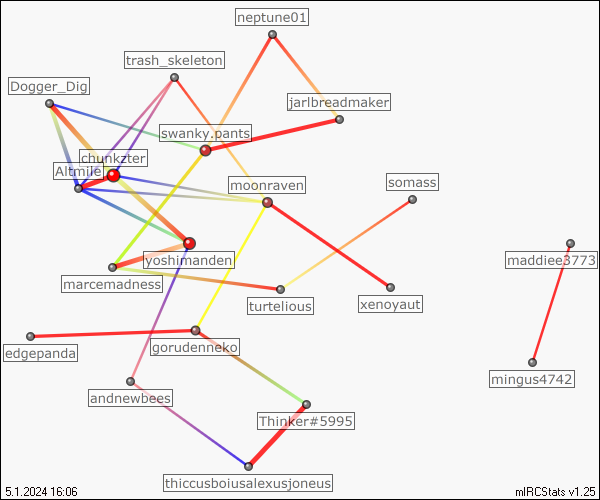 neptune01
trash_skeleton
Dogger_Dig
jarlbreadmaker
swanky.pants
chunkzter
Altmile
moonraven
somass
yoshimanden
maddiee3773
marcemadness
turtelious
xenoyaut
edgepanda
gorudenneko
mingus4742
andnewbees
Thinker#5995
thiccusboiusalexusjoneus
5.1.2024 16:06
mIRCStats v1.25